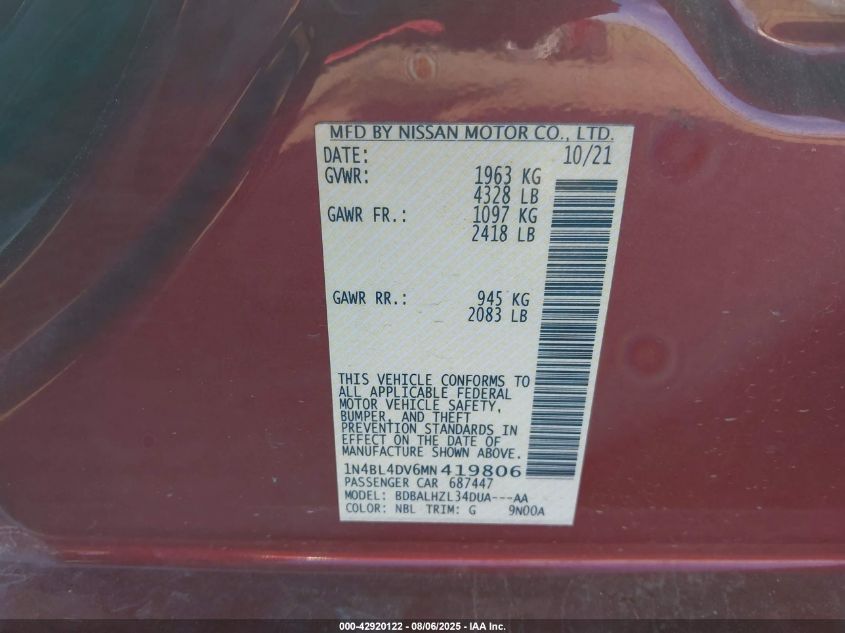 MFD BY NISSAN MOTOR CO., LTD.
DATE: 10/21
GVWR: 1963 KG
4328 LB
GAWR FR.: 1097 KG
2418 LB
GAWR RR.: 945 KG
2083 LB
THIS VEHICLE CONFORMS TO
ALL APPLICABLE FEDERAL
MOTOR VEHICLE SAFETY,
BUMPER, AND THEFT
PREVENTION STANDARDS IN
EFFECT ON THE DATE OF
MANUFACTURE SHOWN ABOVE.
1N4BL4DV6MN419806
PASSENGER CAR 687447
MODEL: BDBALHZL34DUA---AA
COLOR: NBL TRIM: G 9N00A
000-42920122 - 08/06/2025 - IAA Inc.